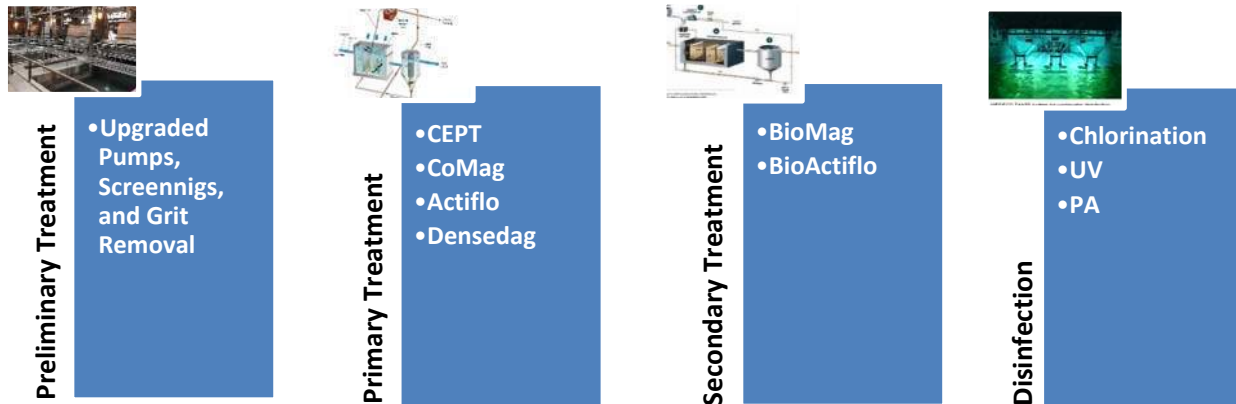 Preliminary Treatment
•Upgraded
Pumps,
Screennigs,
and Grit
Removal
Primary Treatment
•CEPT
•CoMag
•Actiflo
•Densedag
Secondary Treatment
•BioMag
•BioActiflo
Disinfection
•Chlorination
•UV
•PA